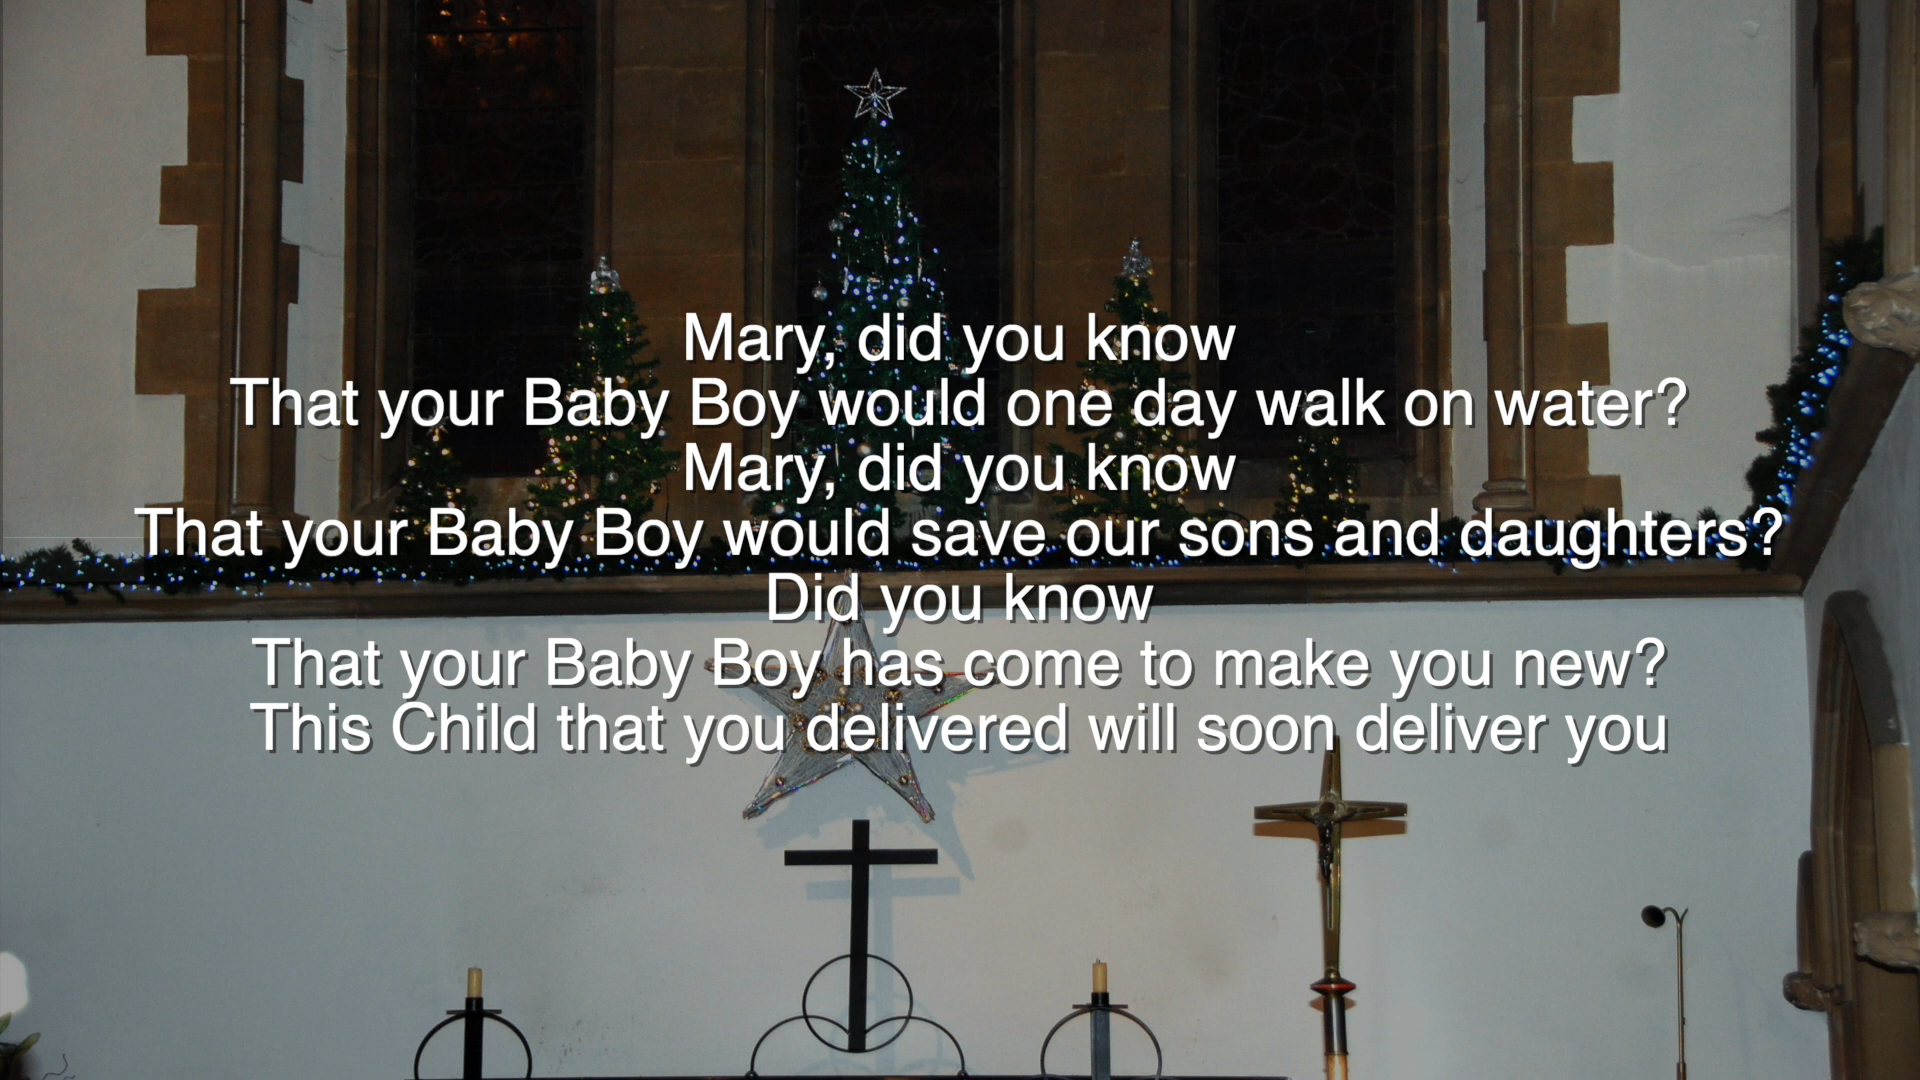 Mary, did you know
That your Baby Boy would one day walk on water?
Mary, did you know
That your Baby Boy would save our sons and daughters?
Did you know
That your Baby Boy has come to make you new?
This Child that you delivered will soon deliver you